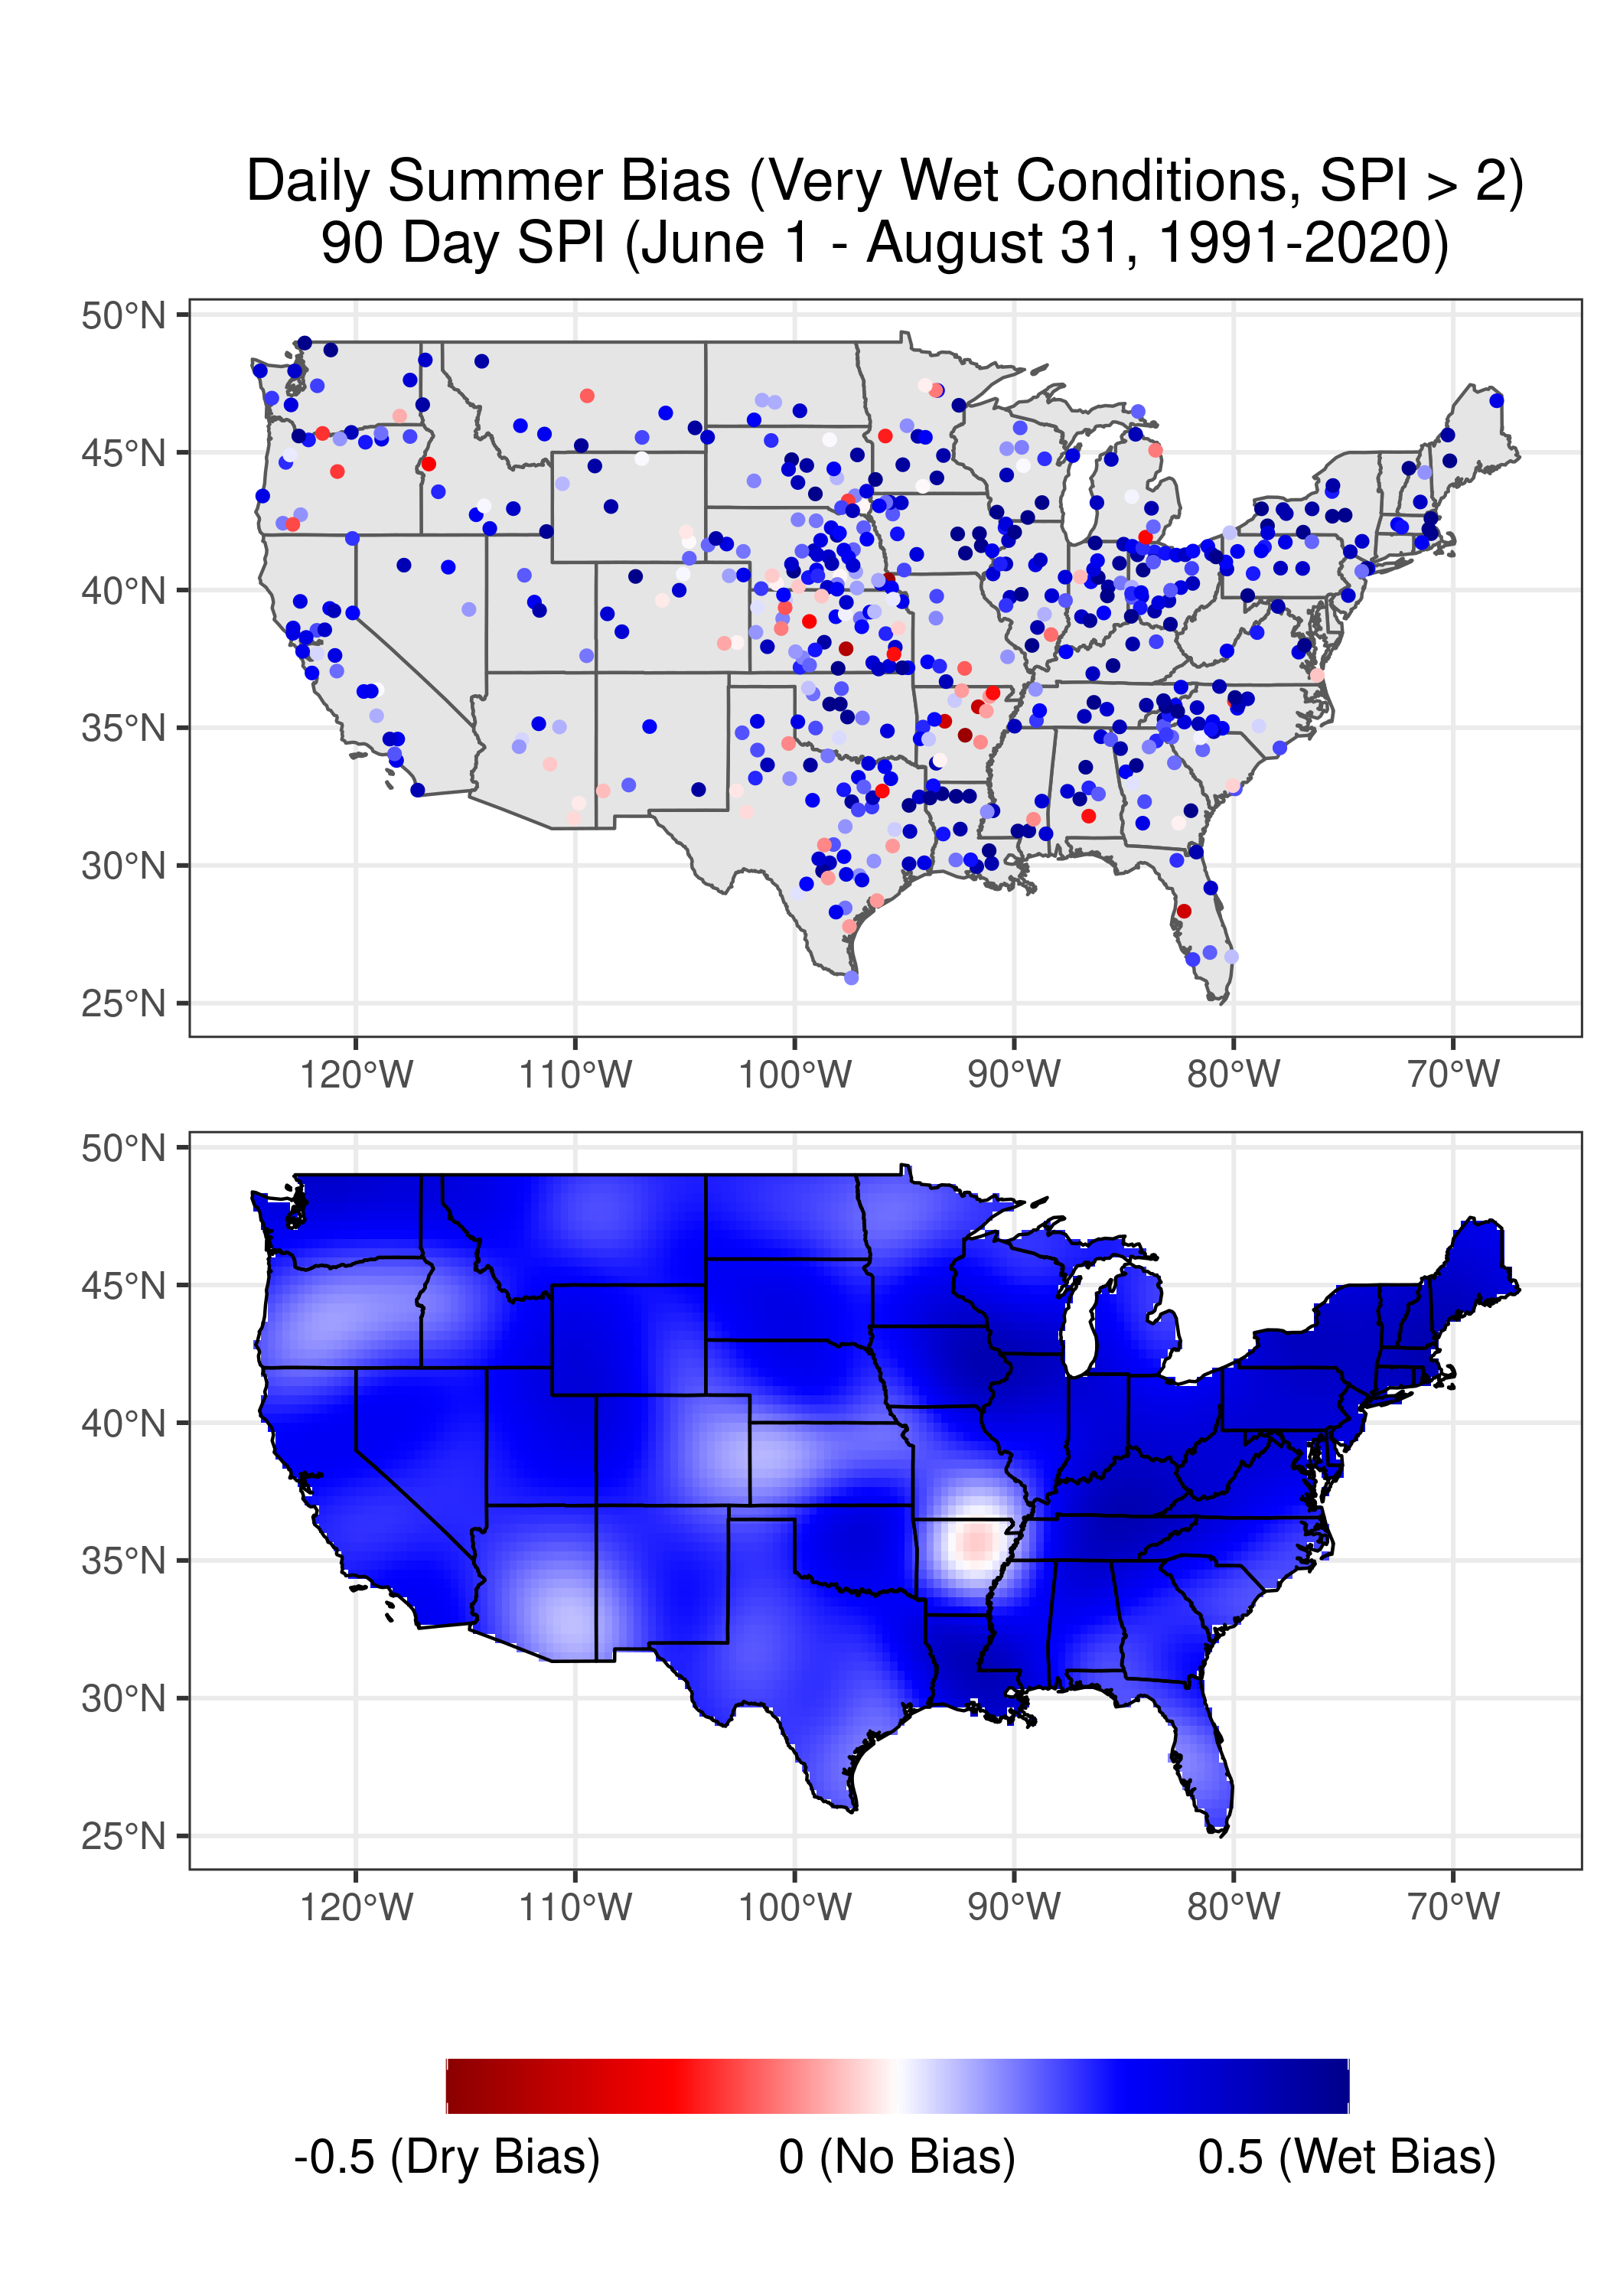 Daily Summer Bias (Very Wet Conditions, SPI > 2)
90 Day SPI (June 1 - August 31, 1991-2020)
50°N
45°N
40°N
35°N
30°N
25°N
120°W 110°W 100°W 90°W 80°W 70°W
50°N
45°N
40°N
35°N
30°N
25°N
120°W 110°W 100°W 90°W 80°W 70°W
-0.5 (Dry Bias) 0 (No Bias) 0.5 (Wet Bias)